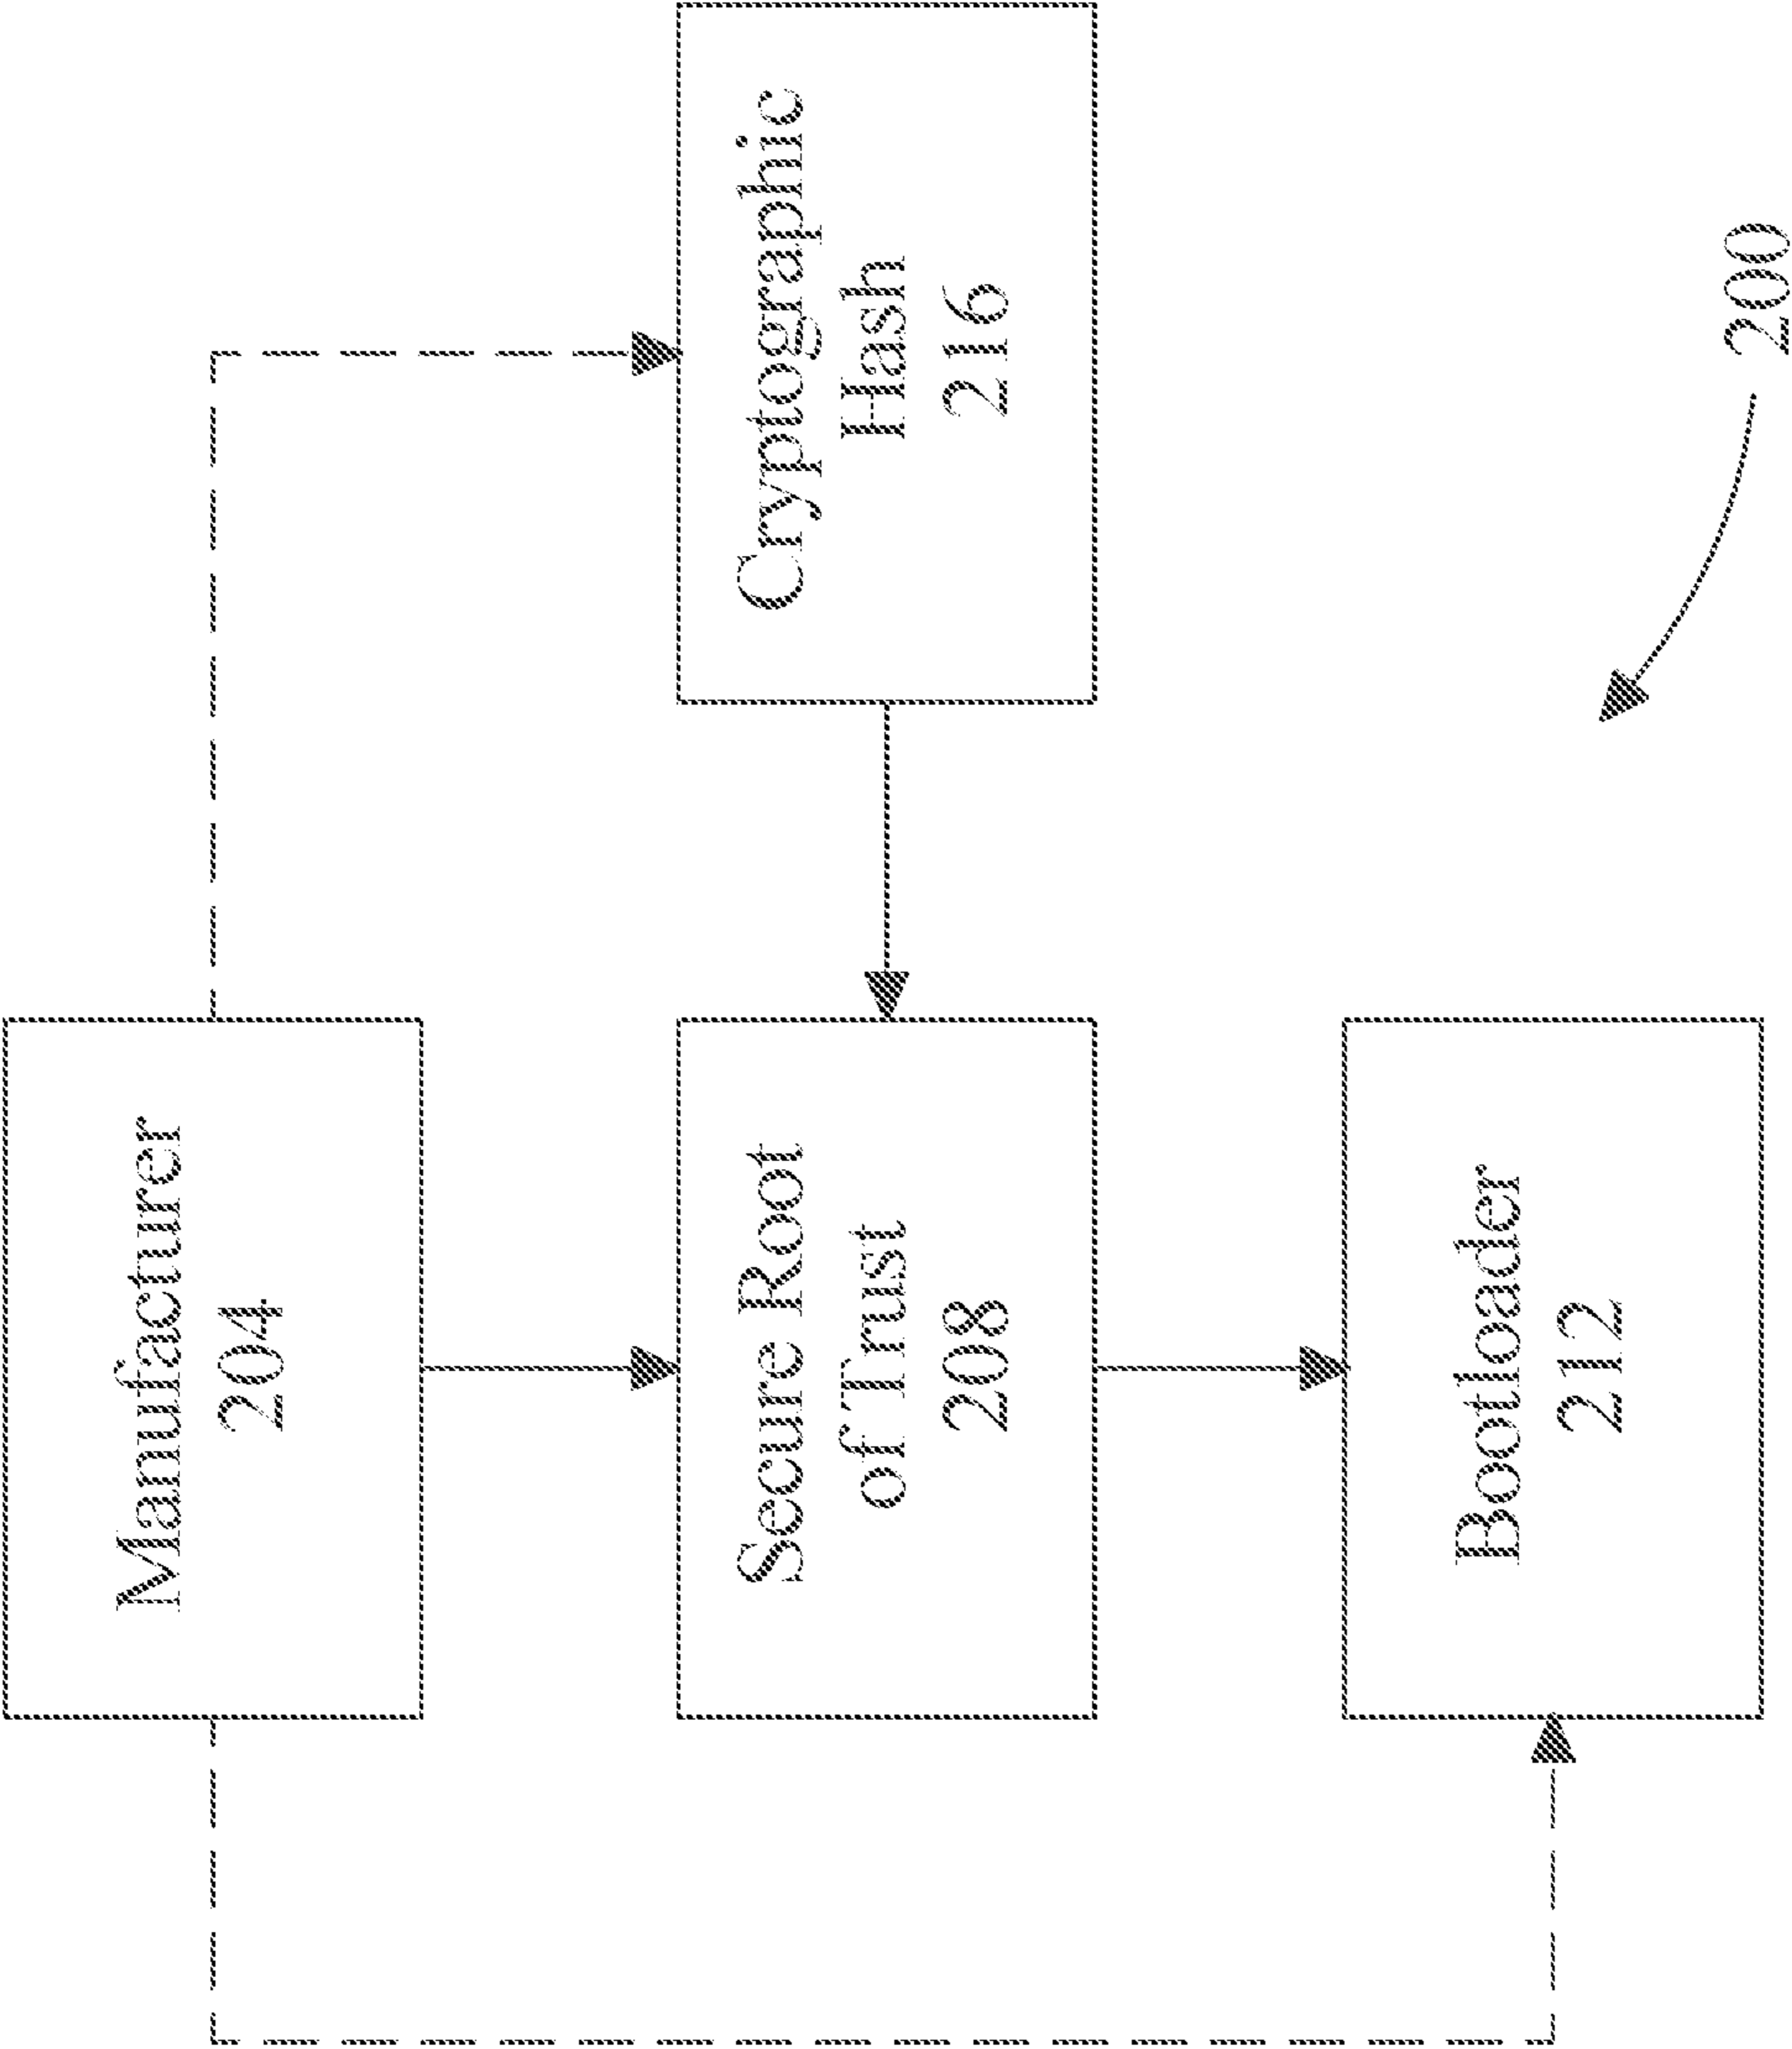 Manufacturer
204
Secure Root
of Trust
208
Cryptographic
Hash
216
Bootloader
212
200